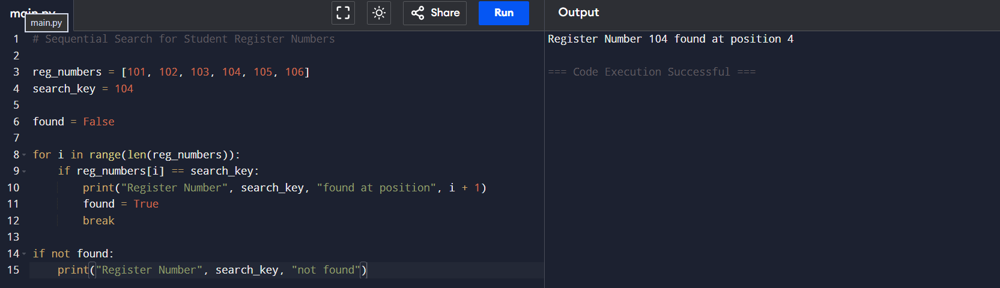 main.py
main.py
Share
Run
Output
1 # Sequential Search for Student Register Numbers
2
3 reg_numbers = [101, 102, 103, 104, 105, 106]
4 search_key = 104
5
6 found = False
7
8 for i in range(len(reg_numbers)):
9     if reg_numbers[i] == search_key:
10         print("Register Number", search_key, "found at position", i + 1)
11         found = True
12         break
13
14 if not found:
15     print("Register Number", search_key, "not found")
Register Number 104 found at position 4
=== Code Execution Successful ===